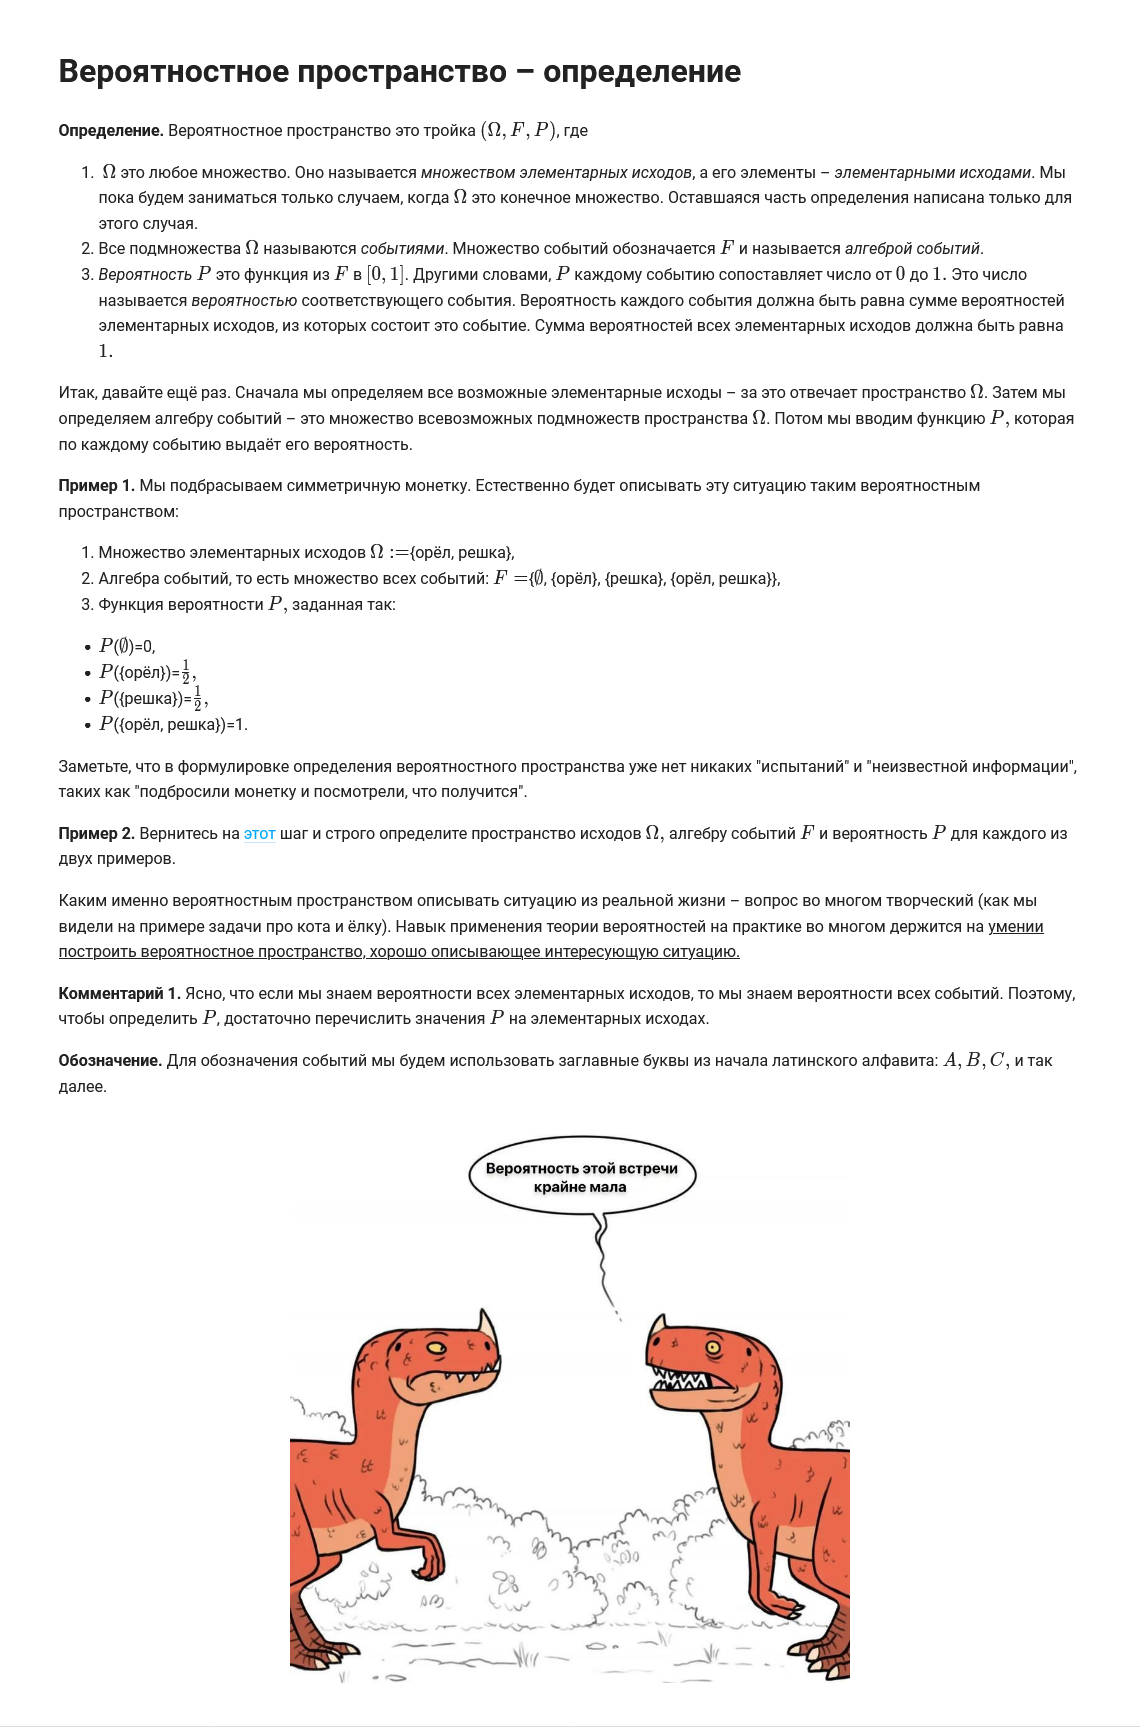 Вероятностное пространство – определение
Определение. Вероятностное пространство это тройка (Ω, F, P), где
1. Ω это любое множество. Оно называется множеством элементарных исходов, а его элементы – элементарными исходами. Мы
пока будем заниматься только случаем, когда Ω это конечное множество. Оставшаяся часть определения написана только для
этого случая.
2. Все подмножества Ω называются событиями. Множество событий обозначается F и называется алгеброй событий.
3. Вероятность P это функция из F в [0, 1]. Другими словами, P каждому событию сопоставляет число от 0 до 1. Это число
называется вероятностью соответствующего события. Вероятность каждого события должна быть равна сумме вероятностей
элементарных исходов, из которых состоит это событие. Сумма вероятностей всех элементарных исходов должна быть равна
1.
Итак, давайте ещё раз. Сначала мы определяем все возможные элементарные исходы – за это отвечает пространство Ω. Затем мы
определяем алгебру событий – это множество всевозможных подмножеств пространства Ω. Потом мы вводим функцию P, которая
по каждому событию выдаёт его вероятность.
Пример 1. Мы подбрасываем симметричную монетку. Естественно будет описывать эту ситуацию таким вероятностным
пространством:
1. Множество элементарных исходов Ω :={орёл, решка},
2. Алгебра событий, то есть множество всех событий: F ={∅, {орёл}, {решка}, {орёл, решка}},
3. Функция вероятности P, заданная так:
• P(∅)=0,
• P({орёл})=1/2,
• P({решка})=1/2,
• P({орёл, решка})=1.
Заметьте, что в формулировке определения вероятностного пространства уже нет никаких "испытаний" и "неизвестной информации",
таких как "подбросили монетку и посмотрели, что получится".
Пример 2. Вернитесь на этот шаг и строго определите пространство исходов Ω, алгебру событий F и вероятность P для каждого из
двух примеров.
Каким именно вероятностным пространством описывать ситуацию из реальной жизни – вопрос во многом творческий (как мы
видели на примере задачи про кота и ёлку). Навык применения теории вероятностей на практике во многом держится на умении
построить вероятностное пространство, хорошо описывающее интересующую ситуацию.
Комментарий 1. Ясно, что если мы знаем вероятности всех элементарных исходов, то мы знаем вероятности всех событий. Поэтому,
чтобы определить P, достаточно перечислить значения P на элементарных исходах.
Обозначение. Для обозначения событий мы будем использовать заглавные буквы из начала латинского алфавита: A, B, C, и так
далее.
Вероятность этой встречи
крайне мала